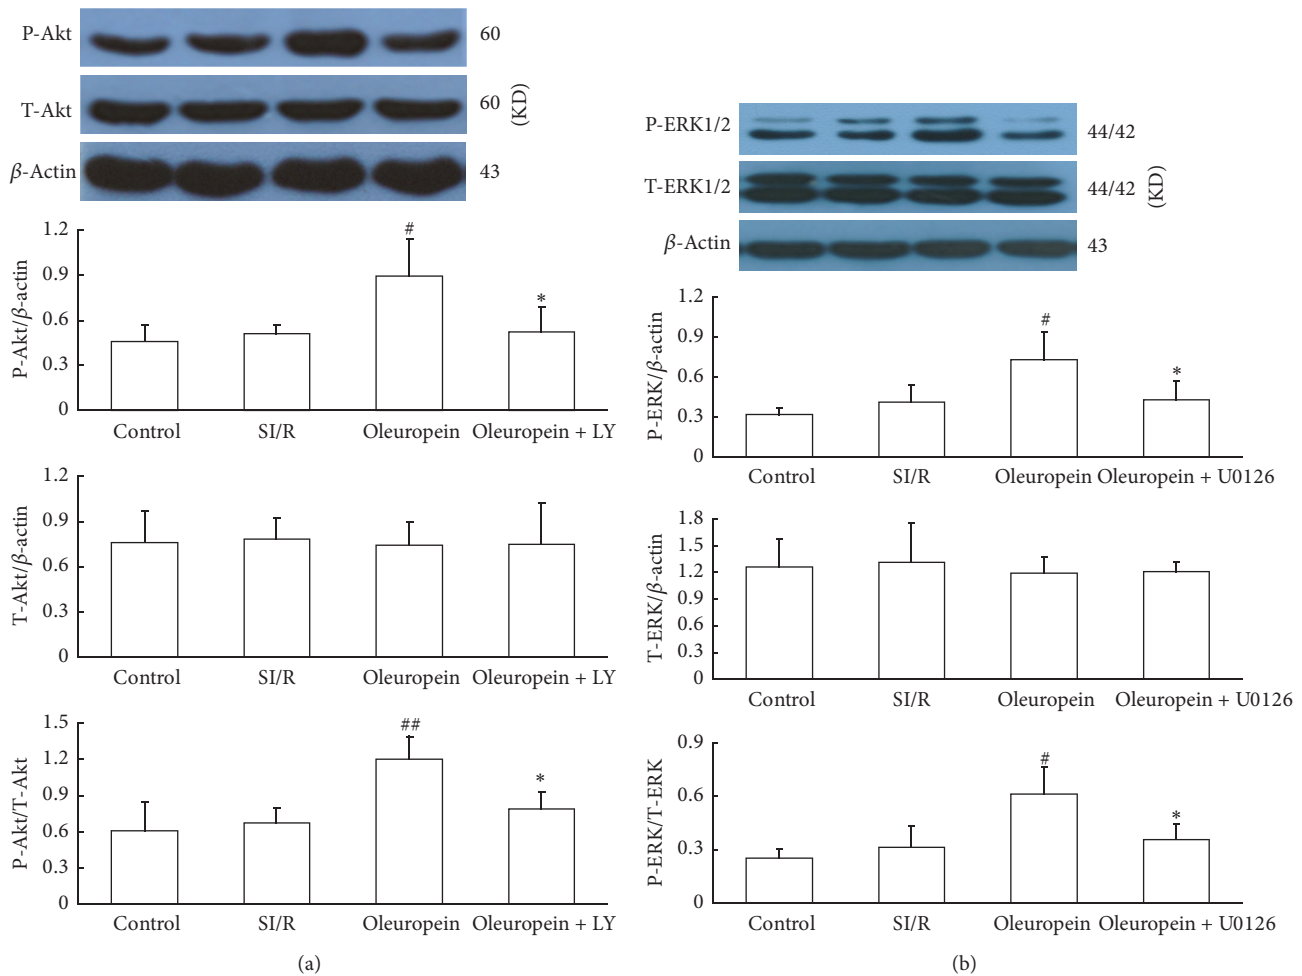 P-Akt
60
T-Akt
60
(KD)
β-Actin
43
1.2
0.9
0.6
0.3
0
P-Akt/β-actin
#
*
Control
SI/R
Oleuropein
Oleuropein + LY
1.2
0.9
0.6
0.3
0
T-Akt/β-actin
Control
SI/R
Oleuropein
Oleuropein + LY
1.5
1.2
0.9
0.6
0.3
0
P-Akt/T-Akt
##
*
Control
SI/R
Oleuropein
Oleuropein + LY
(a)
P-ERK1/2
44/42
T-ERK1/2
44/42
(KD)
β-Actin
43
1.2
0.9
0.6
0.3
0
P-ERK/β-actin
#
*
Control
SI/R
Oleuropein
Oleuropein + U0126
1.8
1.5
1.2
0.9
0.6
0.3
0
T-ERK/β-actin
Control
SI/R
Oleuropein
Oleuropein + U0126
0.9
0.6
0.3
0
P-ERK/T-ERK
#
*
Control
SI/R
Oleuropein
Oleuropein + U0126
(b)